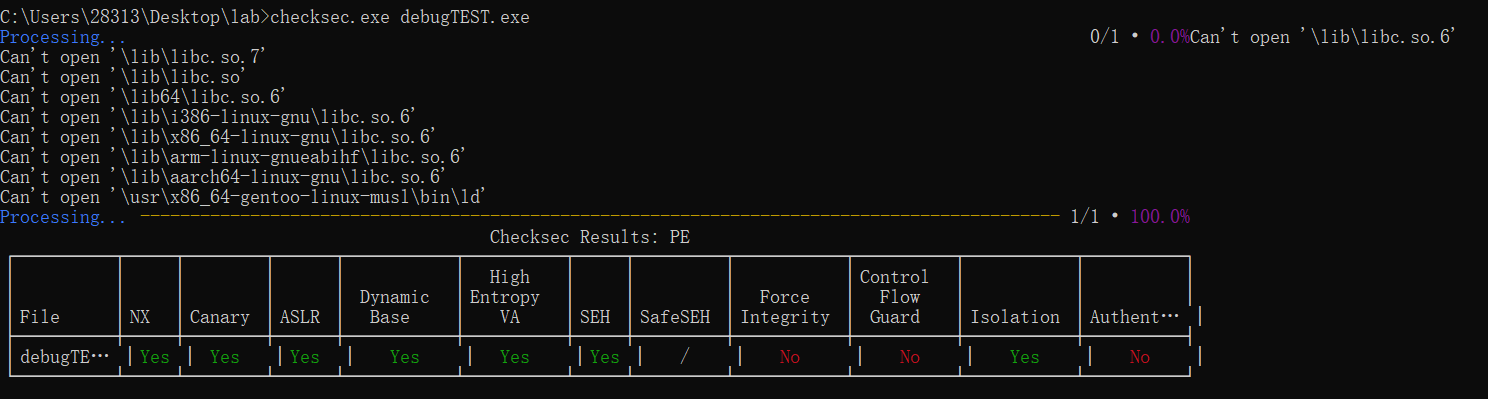 C:\Users\28313\Desktop\lab>checksec.exe debugTEST.exe
Processing... 0/1 • 0.0%Can't open '\lib\libc.so.6'
Can't open '\lib\libc.so.7'
Can't open '\lib\libc.so'
Can't open '\lib64\libc.so.6'
Can't open '\lib\i386-linux-gnu\libc.so.6'
Can't open '\lib\x86_64-linux-gnu\libc.so.6'
Can't open '\lib\arm-linux-gnueabihf\libc.so.6'
Can't open '\lib\aarch64-linux-gnu\libc.so.6'
Can't open '\usr\x86_64-gentoo-linux-musl\bin\ld'
Processing... 1/1 • 100.0%
Checksec Results: PE
High Control
Dynamic Entropy Force Flow
File NX Canary ASLR Base VA SEH SafeSEH Integrity Guard Isolation Authent…
debugTE… Yes Yes Yes Yes Yes Yes / No No Yes No